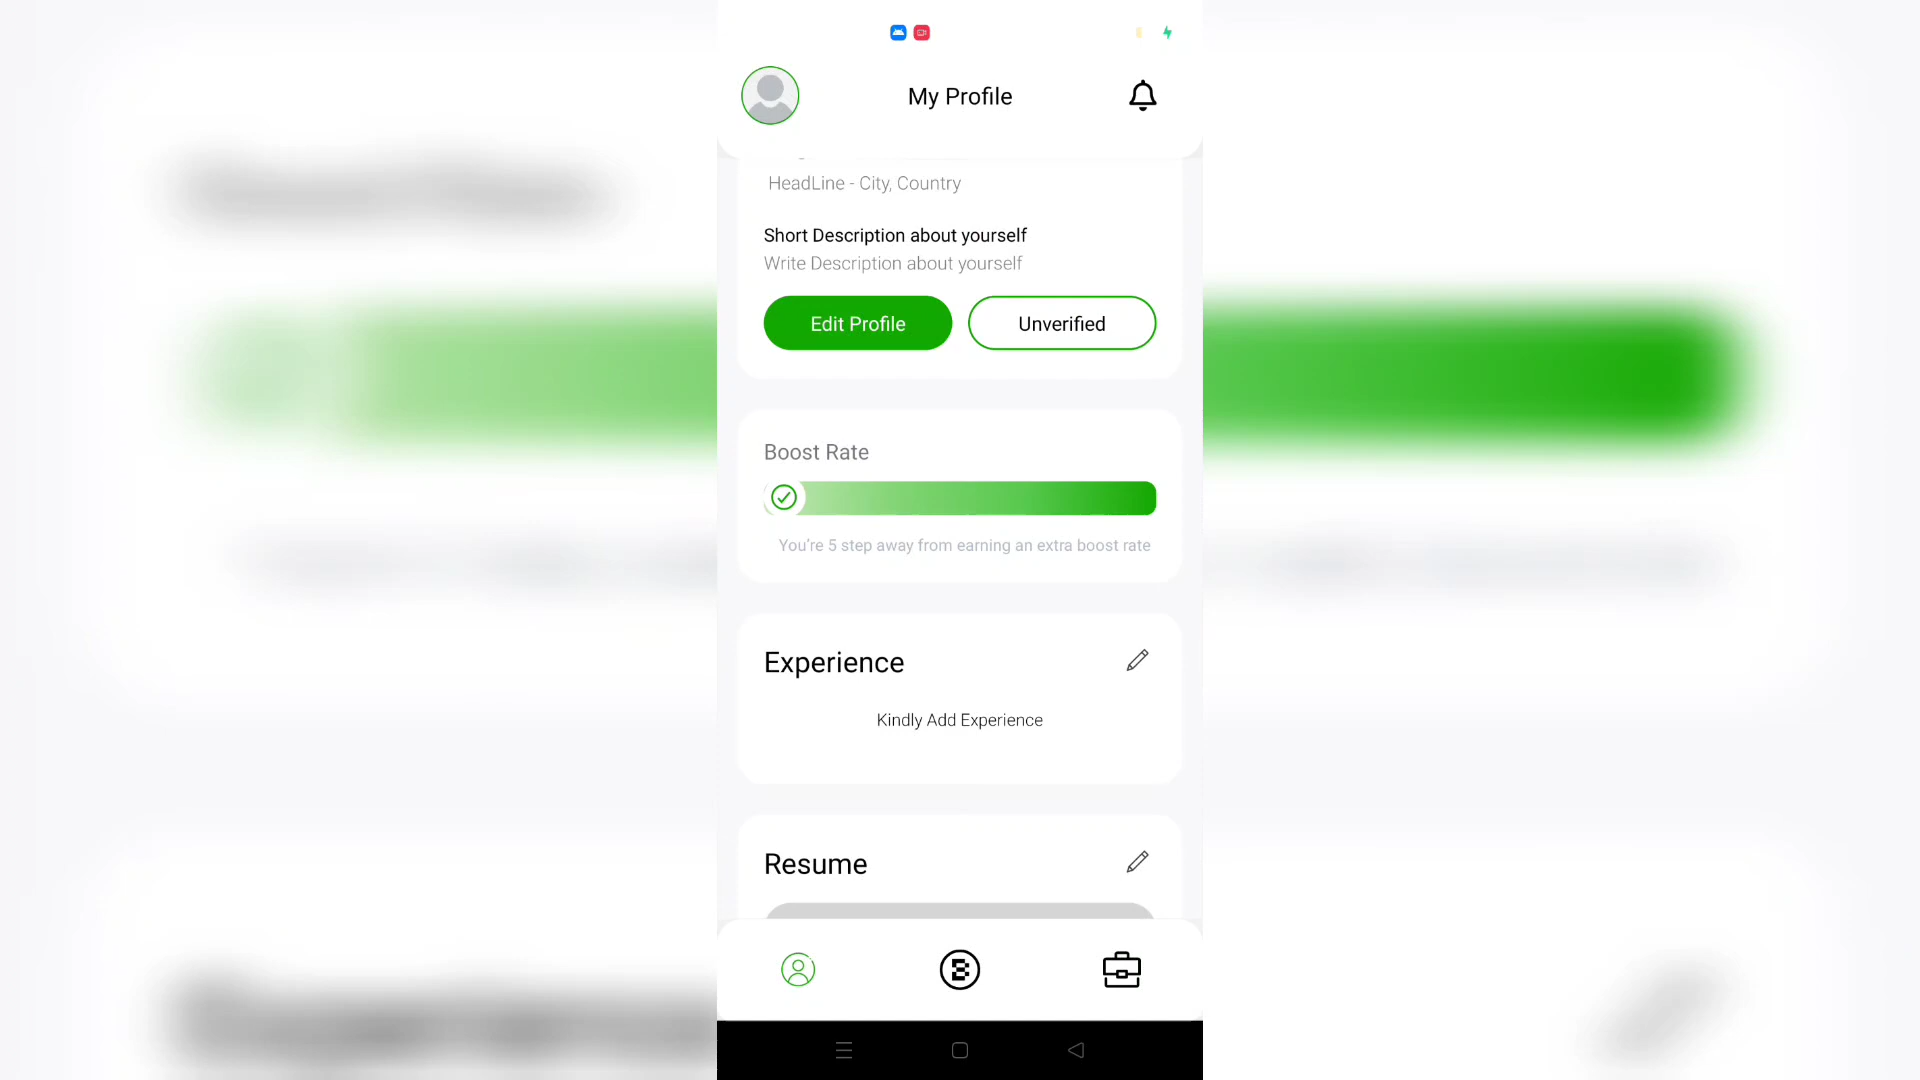 My Profile
HeadLine - City, Country
Short Description about yourself
Write Description about yourself
Edit Profile
Unverified
Boost Rate
You're 5 step away from earning an extra boost rate
Experience
Kindly Add Experience
Resume